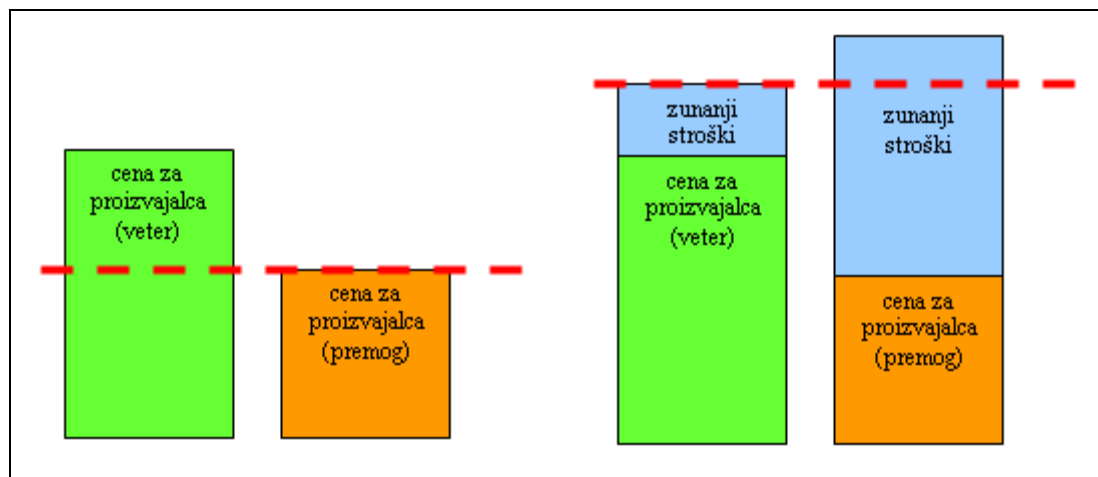 cena za
proizvajalca
(veter)
cena za
proizvajalca
(premog)
zunanji
stroški
cena za
proizvajalca
(veter)
zunanji
stroški
cena za
proizvajalca
(premog)